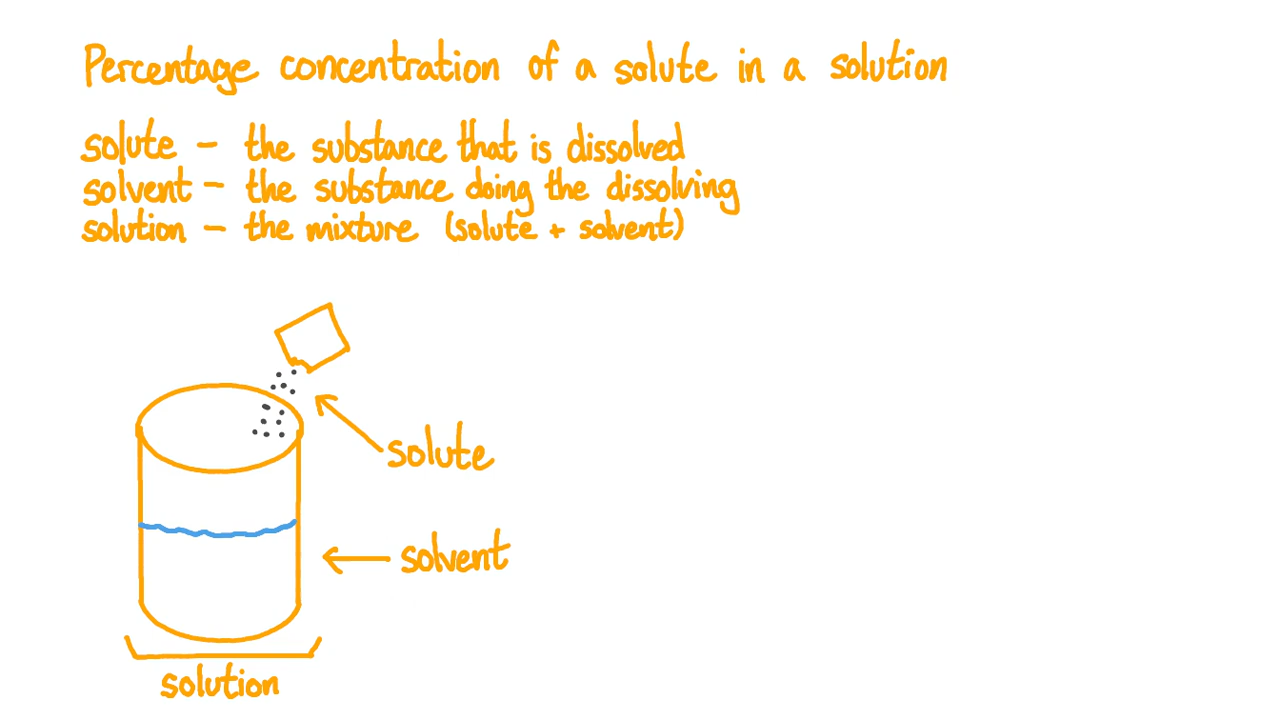 Percentage concentration of a solute in a solution
solute - the substance that is dissolved
solvent - the substance doing the dissolving
solution - the mixture (solute + solvent)
solute
solvent
solution